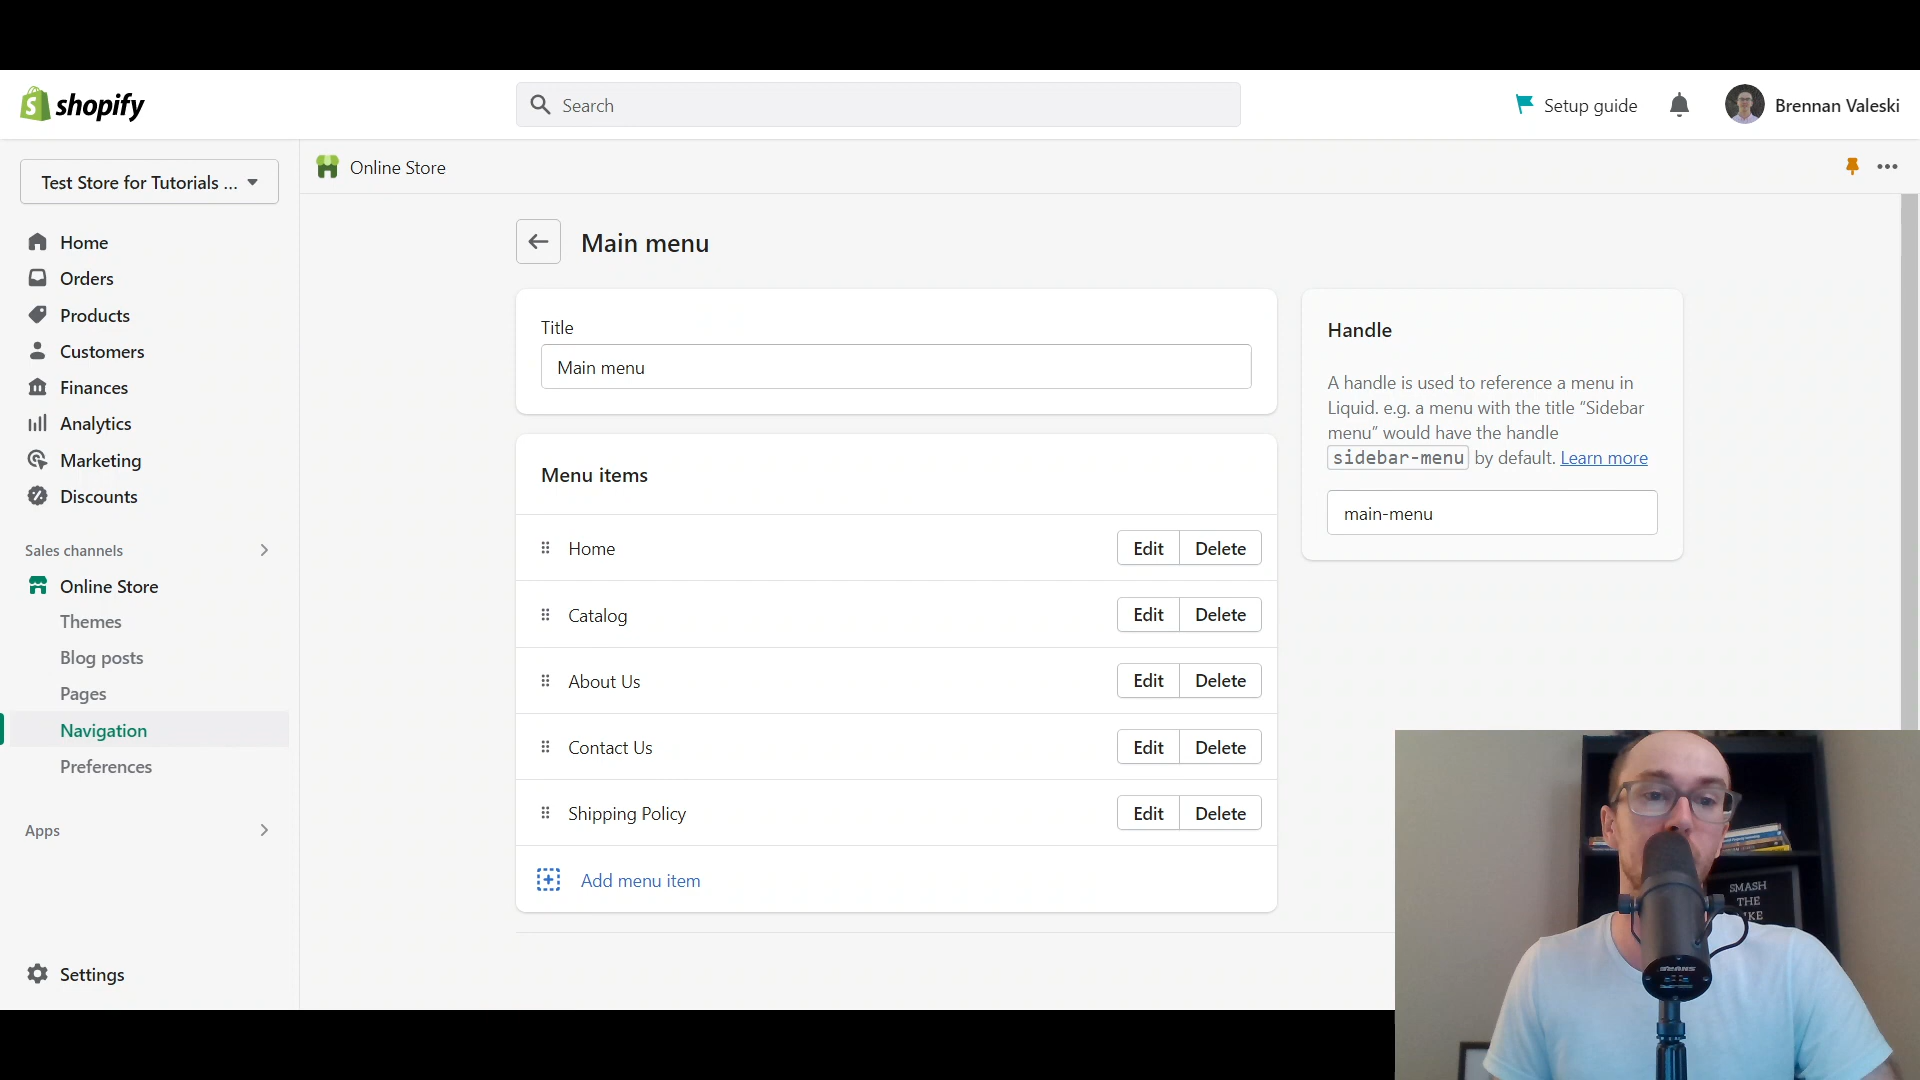 shopify
Search
Setup guide
Brennan Valeski
Test Store for Tutorials ...
Online Store
Home
Orders
Products
Customers
Finances
Analytics
Marketing
Discounts
Sales channels
Online Store
Themes
Blog posts
Pages
Navigation
Preferences
Apps
Settings
Main menu
Title
Main menu
Menu items
Home Edit Delete
Catalog Edit Delete
About Us Edit Delete
Contact Us Edit Delete
Shipping Policy Edit Delete
Add menu item
Handle
A handle is used to reference a menu in
Liquid. e.g. a menu with the title “Sidebar
menu” would have the handle
sidebar-menu by default. Learn more
main-menu
SMASH
THE